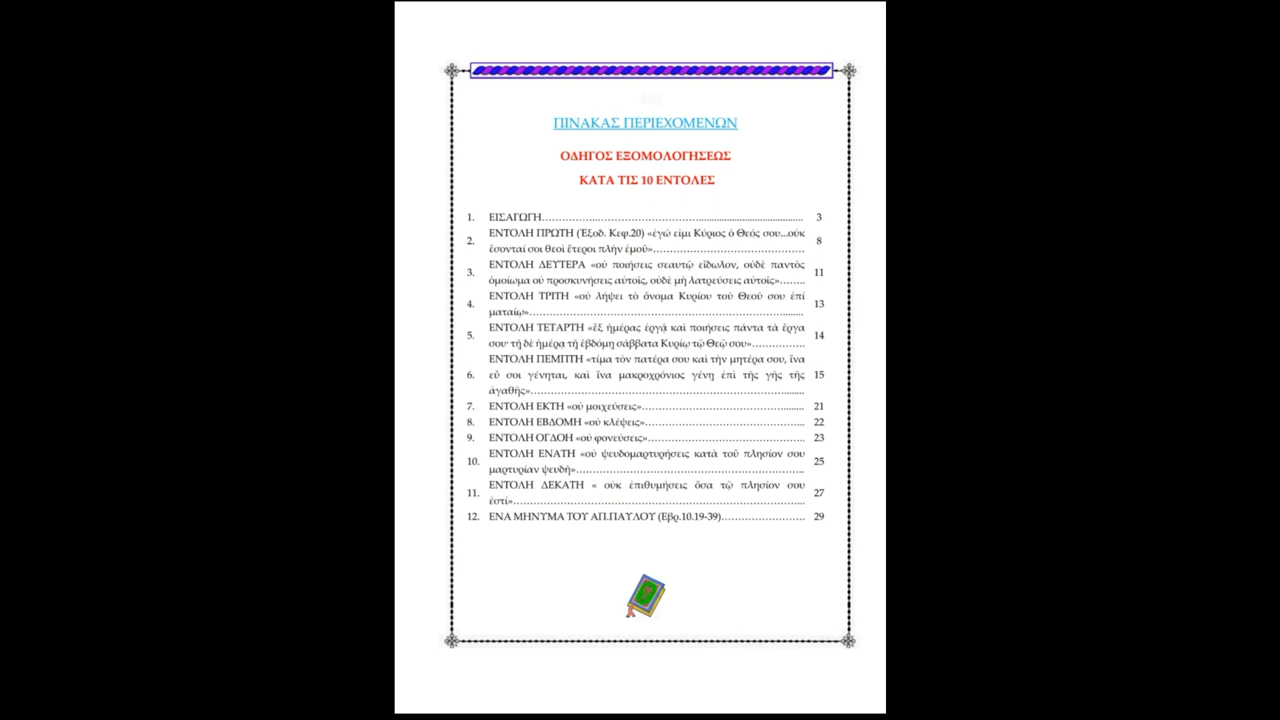 ΠΙΝΑΚΑΣ ΠΕΡΙΕΧΟΜΕΝΩΝ
ΟΔΗΓΟΣ ΕΞΟΜΟΛΟΓΗΣΕΩΣ
ΚΑΤΑ ΤΙΣ 10 ΕΝΤΟΛΕΣ
1. ΕΙΣΑΓΩΓΗ........................................................................ 3
2. ΕΝΤΟΛΗ ΠΡΩΤΗ (Έξοδ. Κεφ.20) «ἐγώ εἰμι Κύριος ὁ Θεός σου...οὐκ
ἔσονταί σοι θεοὶ ἕτεροι πλὴν ἐμοῦ»....................................... 8
3. ΕΝΤΟΛΗ ΔΕΥΤΕΡΑ «οὐ ποιήσεις σεαυτῷ εἴδωλον, οὐδὲ παντὸς
ὁμοίωμα οὐ προσκυνήσεις αὐτοῖς, οὐδὲ μὴ λατρεύσεις αὐτοῖς»........ 11
4. ΕΝΤΟΛΗ ΤΡΙΤΗ «οὐ λήψει τὸ ὄνομα Κυρίου τοῦ Θεοῦ σου ἐπὶ
ματαίῳ»........................................................................ 13
5. ΕΝΤΟΛΗ ΤΕΤΑΡΤΗ «ἓξ ἡμέρας ἐργᾷ καὶ ποιήσεις πάντα τὰ ἔργα
σου· τῇ δὲ ἡμέρᾳ τῇ ἑβδόμῃ σάββατα Κυρίῳ τῷ Θεῷ σου»............... 14
6. ΕΝΤΟΛΗ ΠΕΜΠΤΗ «τίμα τὸν πατέρα σου καὶ τὴν μητέρα σου, ἵνα
εὖ σοι γένηται, καὶ ἵνα μακροχρόνιος γένῃ ἐπὶ τῆς γῆς τῆς
ἀγαθῆς»........................................................................ 15
7. ΕΝΤΟΛΗ ΕΚΤΗ «οὐ μοιχεύσεις»............................................ 21
8. ΕΝΤΟΛΗ ΕΒΔΟΜΗ «οὐ κλέψεις»............................................ 22
9. ΕΝΤΟΛΗ ΟΓΔΟΗ «οὐ φονεύσεις»........................................... 23
10. ΕΝΤΟΛΗ ΕΝΑΤΗ «οὐ ψευδομαρτυρήσεις κατὰ τοῦ πλησίον σου
μαρτυρίαν ψευδῆ»............................................................ 25
11. ΕΝΤΟΛΗ ΔΕΚΑΤΗ « οὐκ ἐπιθυμήσεις ὅσα τῷ πλησίον σου
ἐστί»............................................................................ 27
12. ΕΝΑ ΜΗΝΥΜΑ ΤΟΥ ΑΠ.ΠΑΥΛΟΥ (Εβρ.10.19-39)........................ 29